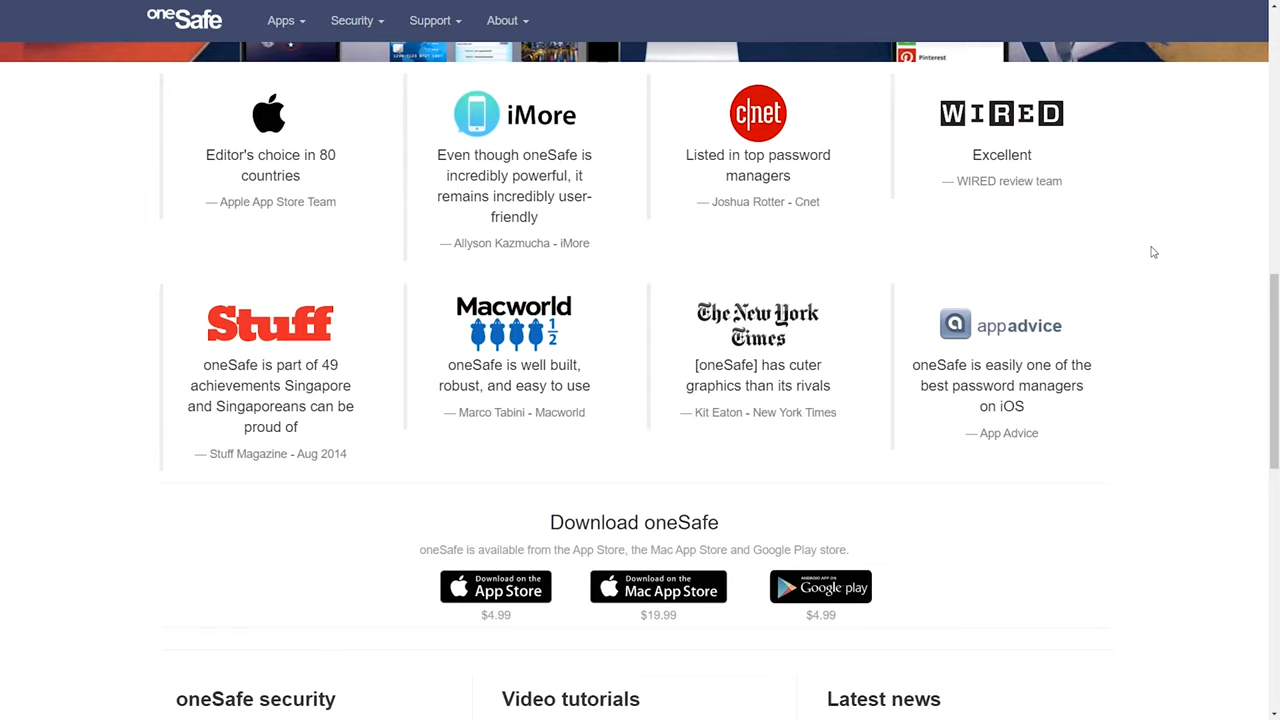 oneSafe
Apps
Security
Support
About
Pinterest
Editor's choice in 80
countries
— Apple App Store Team
iMore
Even though oneSafe is
incredibly powerful, it
remains incredibly user-
friendly
— Allyson Kazmucha - iMore
c|net
Listed in top password
managers
— Joshua Rotter - Cnet
WIRED
Excellent
— WIRED review team
Stuff
oneSafe is part of 49
achievements Singapore
and Singaporeans can be
proud of
— Stuff Magazine - Aug 2014
Macworld
1/2
oneSafe is well built,
robust, and easy to use
— Marco Tabini - Macworld
The New York
Times
[oneSafe] has cuter
graphics than its rivals
— Kit Eaton - New York Times
a appadvice
oneSafe is easily one of the
best password managers
on iOS
— App Advice
Download oneSafe
oneSafe is available from the App Store, the Mac App Store and Google Play store.
Download on the
App Store
$4.99
Download on the
Mac App Store
$19.99
ANDROID APP ON
Google play
$4.99
oneSafe security
Video tutorials
Latest news